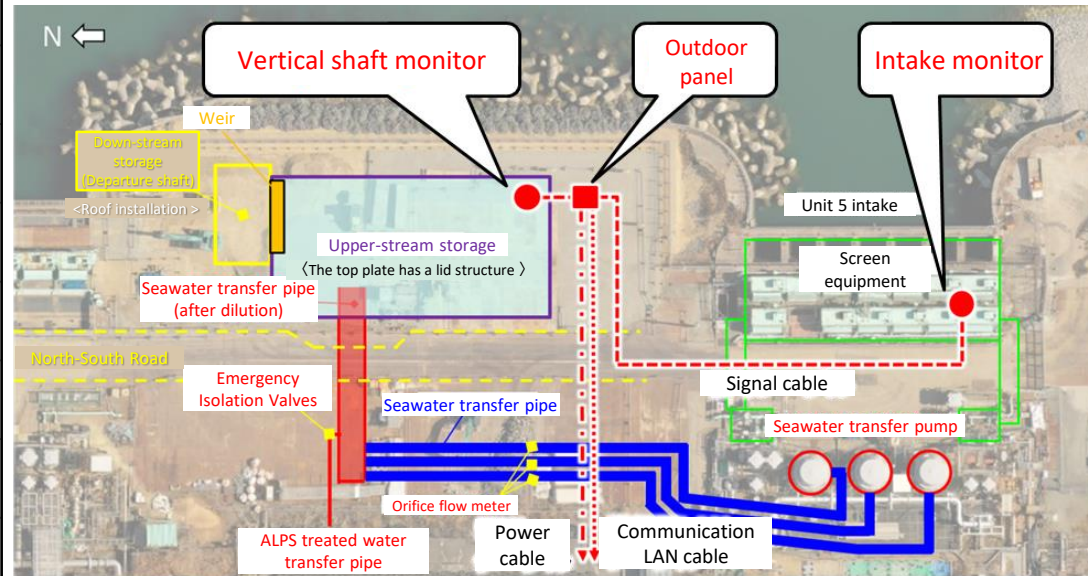 N
Vertical shaft monitor
Outdoor
panel
Intake monitor
Weir
Down-stream
storage
(Departure shaft)
<Roof installation >
Unit 5 intake
Upper-stream storage
〈The top plate has a lid structure 〉
Screen
equipment
Seawater transfer pipe
(after dilution)
North-South Road
Emergency
Isolation Valves
Seawater transfer pipe
Signal cable
Seawater transfer pump
Orifice flow meter
ALPS treated water
transfer pipe
Power
cable
Communication
LAN cable